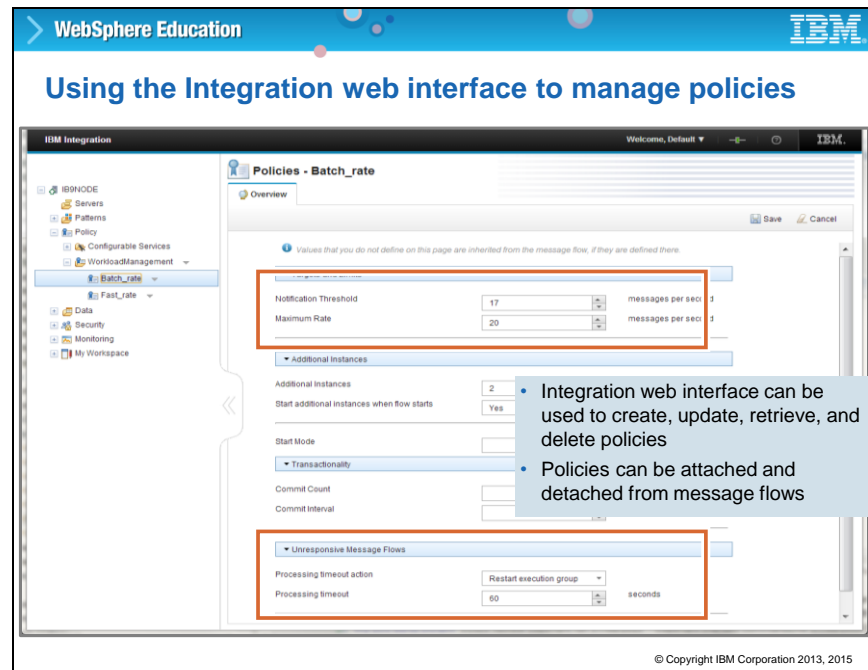 WebSphere Education
IBM.
Using the Integration web interface to manage policies
IBM Integration
Welcome, Default
IBM.
IB9NODE
Servers
Patterns
Policy
Configurable Services
WorkloadManagement
Batch_rate
Fast_rate
Data
Security
Monitoring
My Workspace
Policies - Batch_rate
Overview
Save
Cancel
Values that you do not define on this page are inherited from the message flow, if they are defined there.
Notification Threshold
17
messages per second
Maximum Rate
20
messages per sec
Additional Instances
Additional Instances
2
Start additional instances when flow starts
Yes
Start Mode
Transactionality
Commit Count
Commit Interval
Unresponsive Message Flows
Processing timeout action
Restart execution group
Processing timeout
60
seconds
• Integration web interface can be
used to create, update, retrieve, and
delete policies
• Policies can be attached and
detached from message flows
© Copyright IBM Corporation 2013, 2015